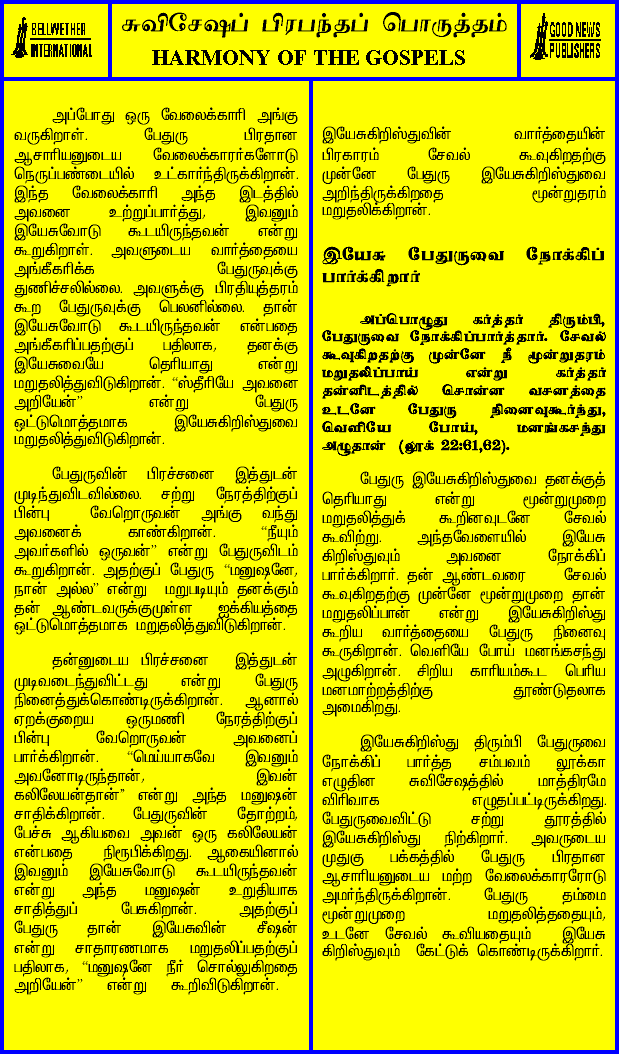 BELLWETHER
INTERNATIONAL
சுவிசேஷப் பிரபந்தப் பொருத்தம்
HARMONY OF THE GOSPELS
GOOD NEWS
PUBLISHERS
அப்போது ஒரு வேலைக்காரி அங்கு
வருகிறாள். பேதுரு பிரதான
ஆசாரியனுடைய வேலைக்காரர்களோடு
நெருப்பண்டையில் உட்கார்ந்திருக்கிறான்.
இந்த வேலைக்காரி அந்த இடத்தில்
அவனை உற்றுப்பார்த்து, இவனும்
இயேசுவோடு கூடயிருந்தவன் என்று
கூறுகிறாள். அவளுடைய வார்த்தையை
அங்கீகரிக்க பேதுருவுக்கு
துணிச்சலில்லை. அவளுக்கு பிரதியுத்தரம்
கூற பேதுருவுக்கு பெலனில்லை. தான்
இயேசுவோடு கூடயிருந்தவன் என்பதை
அங்கீகரிப்பதற்குப் பதிலாக, தனக்கு
இயேசுவையே தெரியாது என்று
மறுதலித்துவிடுகிறான். “ஸ்தீரியே அவனை
அறியேன்” என்று பேதுரு
ஒட்டுமொத்தமாக இயேசுகிறிஸ்துவை
மறுதலித்துவிடுகிறான்.
பேதுருவின் பிரச்சனை இத்துடன்
முடிந்துவிடவில்லை. சற்று நேரத்திற்குப்
பின்பு வேறொருவன் அங்கு வந்து
அவனைக் காண்கிறான். “நீயும்
அவர்களில் ஒருவன்” என்று பேதுருவிடம்
கூறுகிறான். அதற்குப் பேதுரு “மனுஷனே,
நான் அல்ல” என்று மறுபடியும் தனக்கும்
தன் ஆண்டவருக்குமுள்ள ஐக்கியத்தை
ஒட்டுமொத்தமாக மறுதலித்துவிடுகிறான்.
தன்னுடைய பிரச்சனை இத்துடன்
முடிவடைந்துவிட்டது என்று பேதுரு
நினைத்துக்கொண்டிருக்கிறான். ஆனால்
ஏறக்குறைய ஒருமணி நேரத்திற்குப்
பின்பு வேறொருவன் அவனைப்
பார்க்கிறான். “மெய்யாகவே இவனும்
அவனோடிருந்தான், இவன்
கலிலேயன்தான்” என்று அந்த மனுஷன்
சாதிக்கிறான். பேதுருவின் தோற்றம்,
பேச்சு ஆகியவை அவன் ஒரு கலிலேயன்
என்பதை நிரூபிக்கிறது. ஆகையினால்
இவனும் இயேசுவோடு கூடயிருந்தவன்
என்று அந்த மனுஷன் உறுதியாக
சாதித்துப் பேசுகிறான். அதற்குப்
பேதுரு தான் இயேசுவின் சீஷன்
என்று சாதாரணமாக மறுதலிப்பதற்குப்
பதிலாக, “மனுஷனே நீர் சொல்லுகிறதை
அறியேன்” என்று கூறிவிடுகிறான்.
இயேசுகிறிஸ்துவின் வார்த்தையின்
பிரகாரம் சேவல் கூவுகிறதற்கு
முன்னே பேதுரு இயேசுகிறிஸ்துவை
அறிந்திருக்கிறதை மூன்றுதரம்
மறுதலிக்கிறான்.
இயேசு பேதுருவை நோக்கிப்
பார்க்கிறார்
அப்பொழுது கர்த்தர் திரும்பி,
பேதுருவை நோக்கிப்பார்த்தார். சேவல்
கூவுகிறதற்கு முன்னே நீ மூன்றுதரம்
மறுதலிப்பாய் என்று கர்த்தர்
தன்னிடத்தில் சொன்ன வசனத்தை
உடனே பேதுரு நினைவுகூர்ந்து,
வெளியே போய், மனங்கசந்து
அழுதான் (லூக் 22:61,62).
பேதுரு இயேசுகிறிஸ்துவை தனக்குத்
தெரியாது என்று மூன்றுமுறை
மறுதலித்துக் கூறினவுடனே சேவல்
கூவிற்று. அந்தவேளையில் இயேசு
கிறிஸ்துவும் அவனை நோக்கிப்
பார்க்கிறார். தன் ஆண்டவரை சேவல்
கூவுகிறதற்கு முன்னே மூன்றுமுறை தான்
மறுதலிப்பான் என்று இயேசுகிறிஸ்து
கூறிய வார்த்தையை பேதுரு நினைவு
கூருகிறான். வெளியே போய் மனங்கசந்து
அழுகிறான். சிறிய காரியம்கூட பெரிய
மனமாற்றத்திற்கு தூண்டுதலாக
அமைகிறது.
இயேசுகிறிஸ்து திரும்பி பேதுருவை
நோக்கிப் பார்த்த சம்பவம் லூக்கா
எழுதின சுவிசேஷத்தில் மாத்திரமே
விரிவாக எழுதப்பட்டிருக்கிறது.
பேதுருவைவிட்டு சற்று தூரத்தில்
இயேசுகிறிஸ்து நிற்கிறார். அவருடைய
முதுகு பக்கத்தில் பேதுரு பிரதான
ஆசாரியனுடைய மற்ற வேலைக்காரரோடு
அமர்ந்திருக்கிறான். பேதுரு தம்மை
மூன்றுமுறை மறுதலித்ததையும்,
உடனே சேவல் கூவியதையும் இயேசு
கிறிஸ்துவும் கேட்டுக் கொண்டிருக்கிறார்.